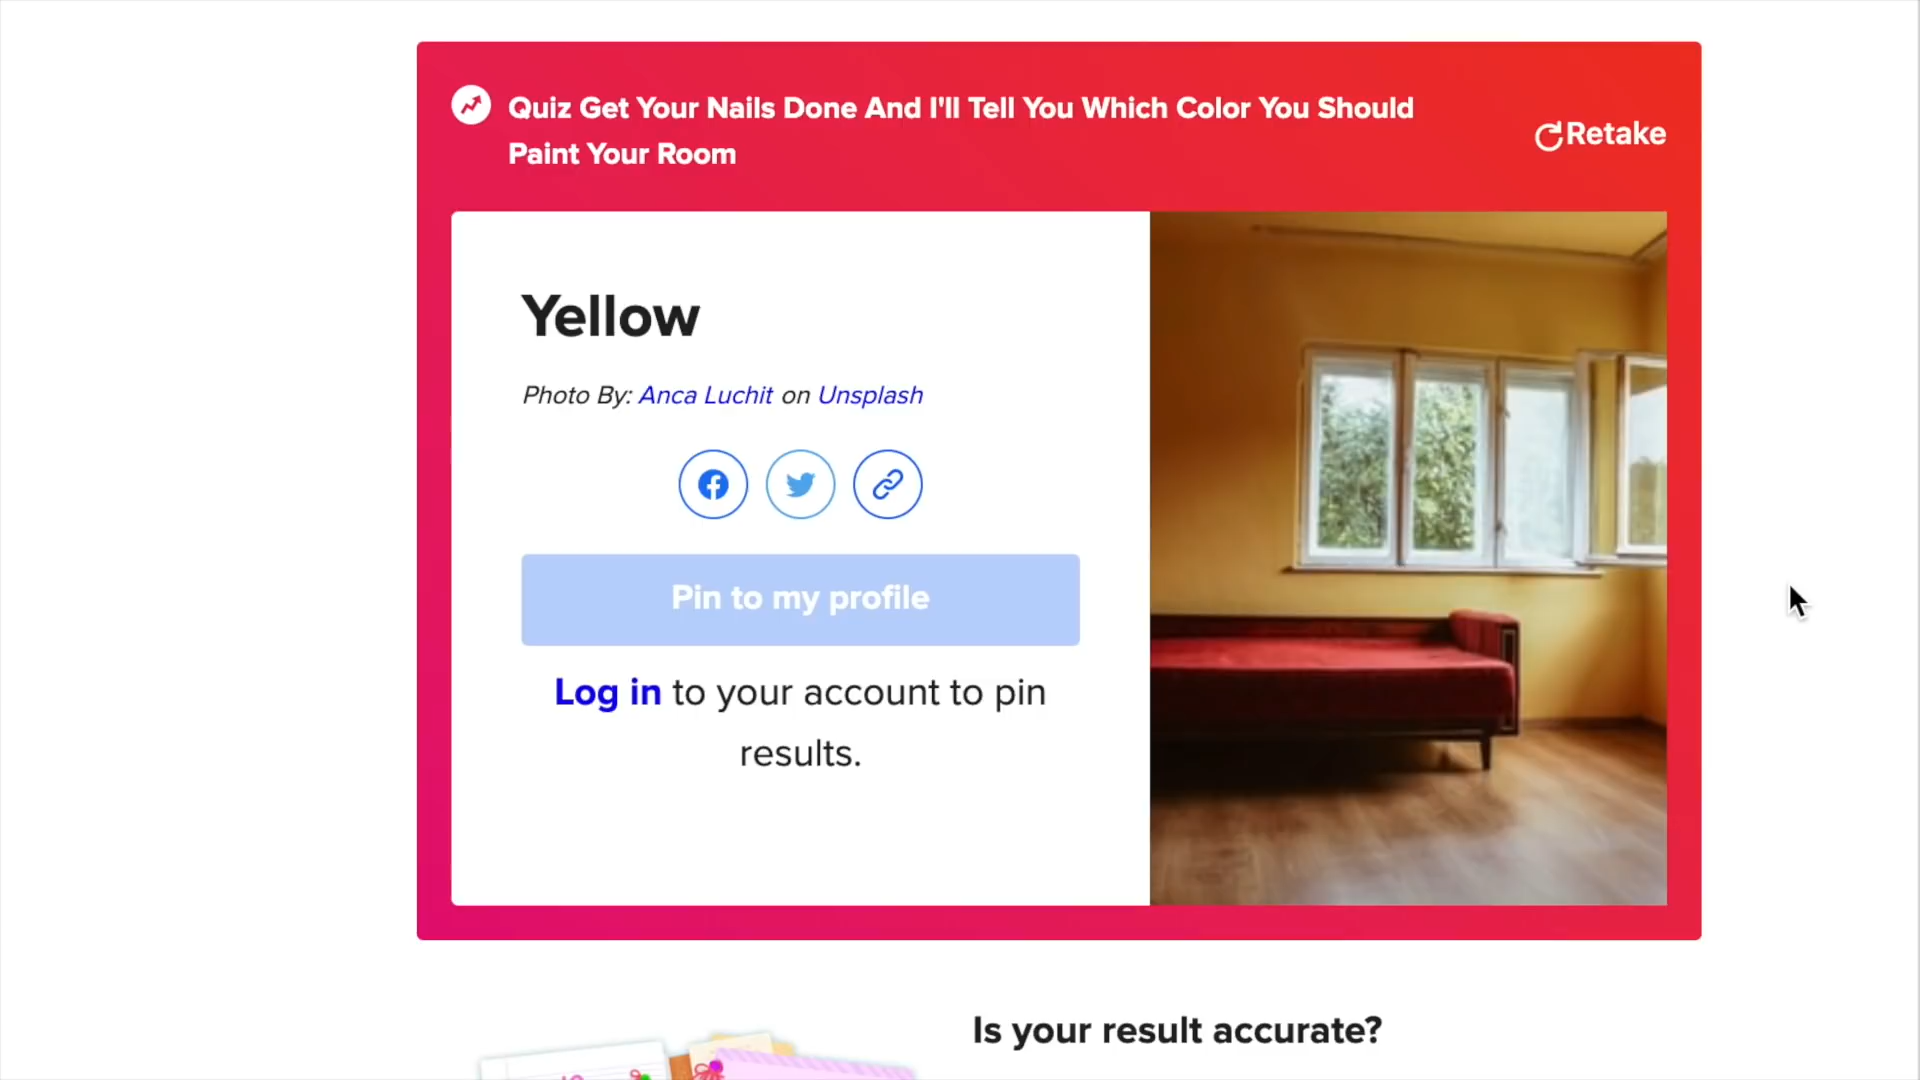 Quiz Get Your Nails Done And I'll Tell You Which Color You Should
Paint Your Room
Retake
Yellow
Photo By: Anca Luchit on Unsplash
Pin to my profile
Log in to your account to pin
results.
Is your result accurate?